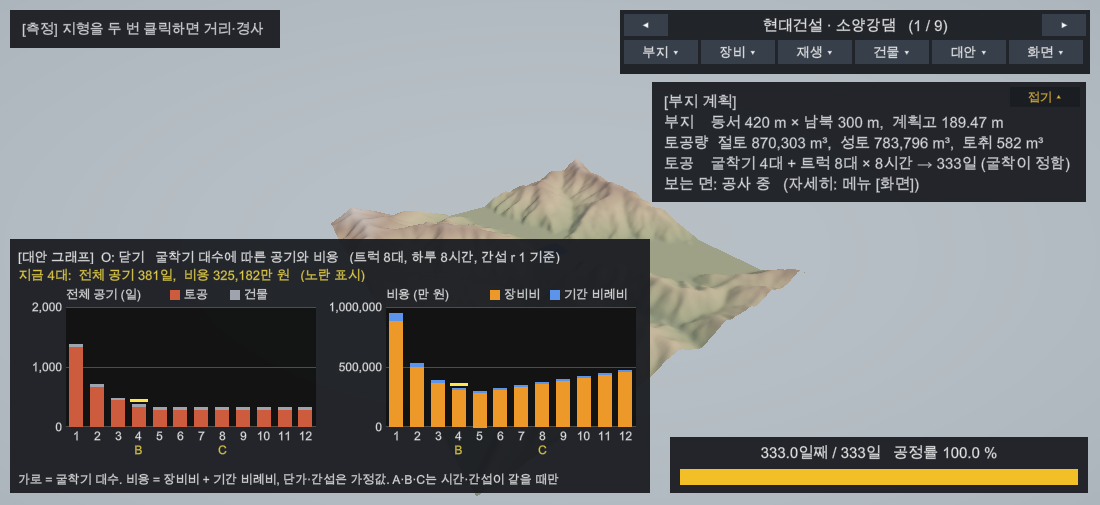 [측정] 지형을 두 번 클릭하면 거리·경사
◂ 현대건설 · 소양강댐 (1 / 9) ▸
부지 ▾ 장비 ▾ 재생 ▾ 건물 ▾ 대안 ▾ 화면 ▾
[부지 계획] 접기 ▴
부지 동서 420 m × 남북 300 m, 계획고 189.47 m
토공량 절토 870,303 m³, 성토 783,796 m³, 토취 582 m³
토공 굴착기 4대 + 트럭 8대 × 8시간 → 333일 (굴착이 정함)
보는 면: 공사 중 (자세히: 메뉴 [화면])
[대안 그래프] O: 닫기 굴착기 대수에 따른 공기와 비용 (트럭 8대, 하루 8시간, 간섭 r 1 기준)
지금 4대: 전체 공기 381일, 비용 325,182만 원 (노란 표시)
전체 공기 (일) 토공 건물
2,000
1,000
0
1 2 3 4 5 6 7 8 9 10 11 12
B C
비용 (만 원) 장비비 기간 비례비
1,000,000
500,000
0
1 2 3 4 5 6 7 8 9 10 11 12
B C
가로 = 굴착기 대수. 비용 = 장비비 + 기간 비례비, 단가·간섭은 가정값. A·B·C는 시간·간섭이 같을 때만
333.0일째 / 333일 공정률 100.0 %